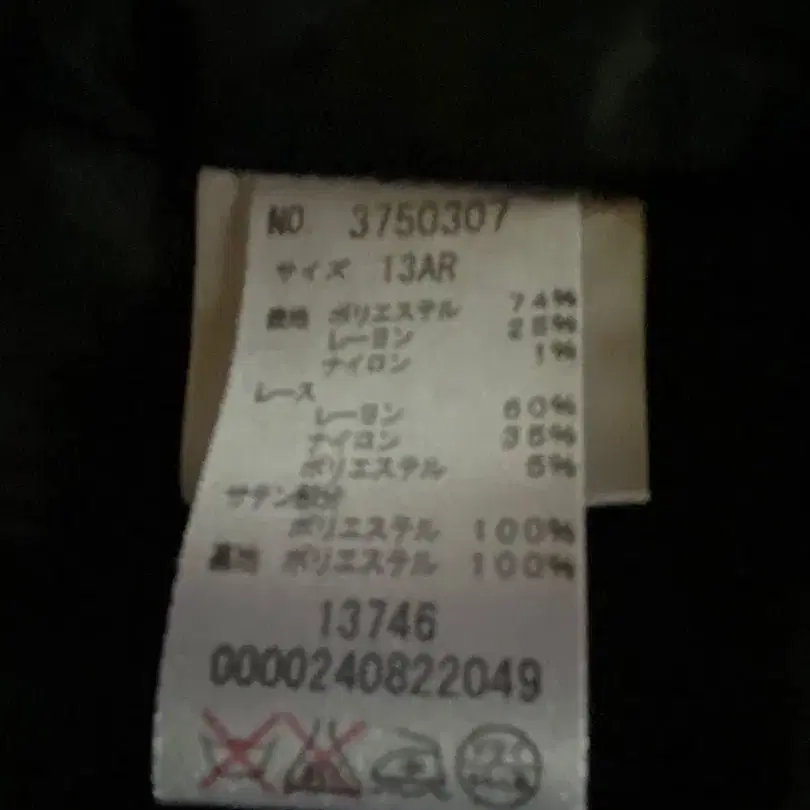 NO. 3750307
サイズ 13AR
表地 ポリエステル 74%
レーヨン 25%
ナイロン 1%
レース
レーヨン 60%
ナイロン 35%
ポリエステル 5%
サテン部分
ポリエステル 100%
裏地 ポリエステル 100%
13746
0000240822049